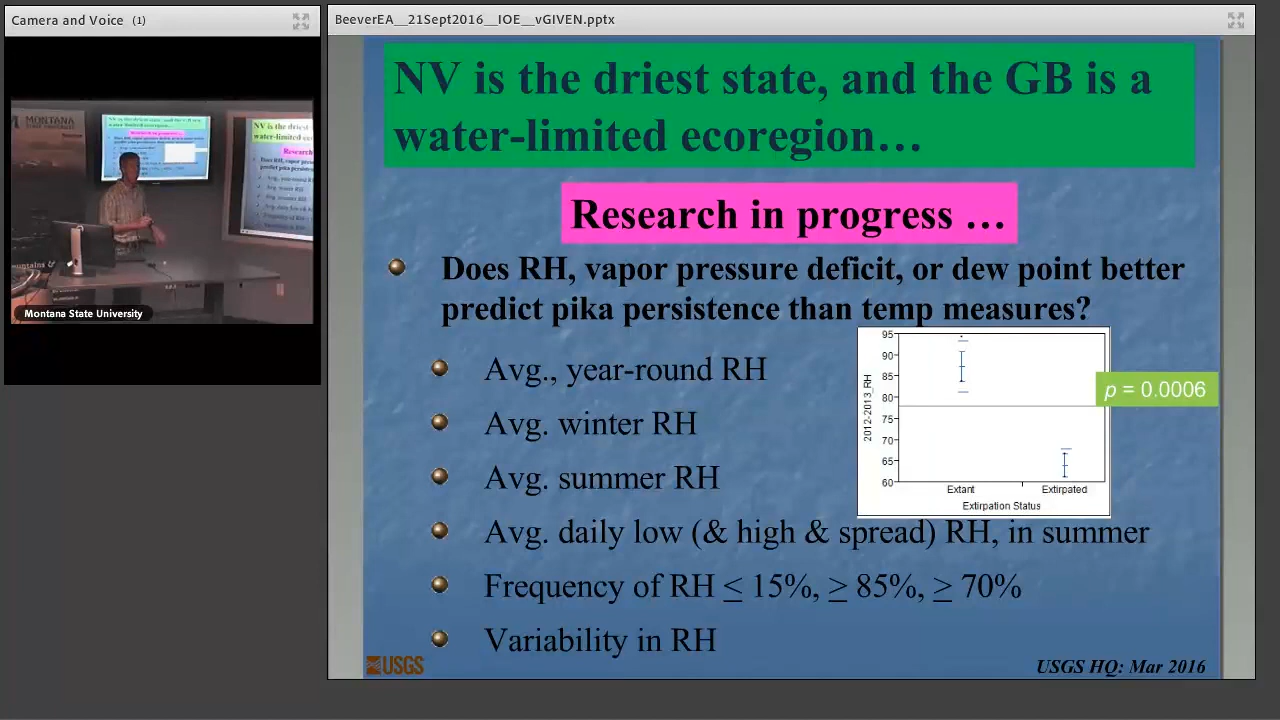 Camera and Voice (1)
BeeverEA__21Sept2016__IOE__vGIVEN.pptx
MONTANA
Montana State University
NV is the driest state, and the GB is a
water-limited ecoregion…
Research in progress …
Does RH, vapor pressure deficit, or dew point better
predict pika persistence than temp measures?
Avg., year-round RH
Avg. winter RH
Avg. summer RH
Avg. daily low (& high & spread) RH, in summer
Frequency of RH ≤ 15%, ≥ 85%, ≥ 70%
Variability in RH
2012-2013_RH
95
90
85
80
75
70
65
60
Extant Extirpated
Extirpation Status
p = 0.0006
USGS
USGS HQ: Mar 2016